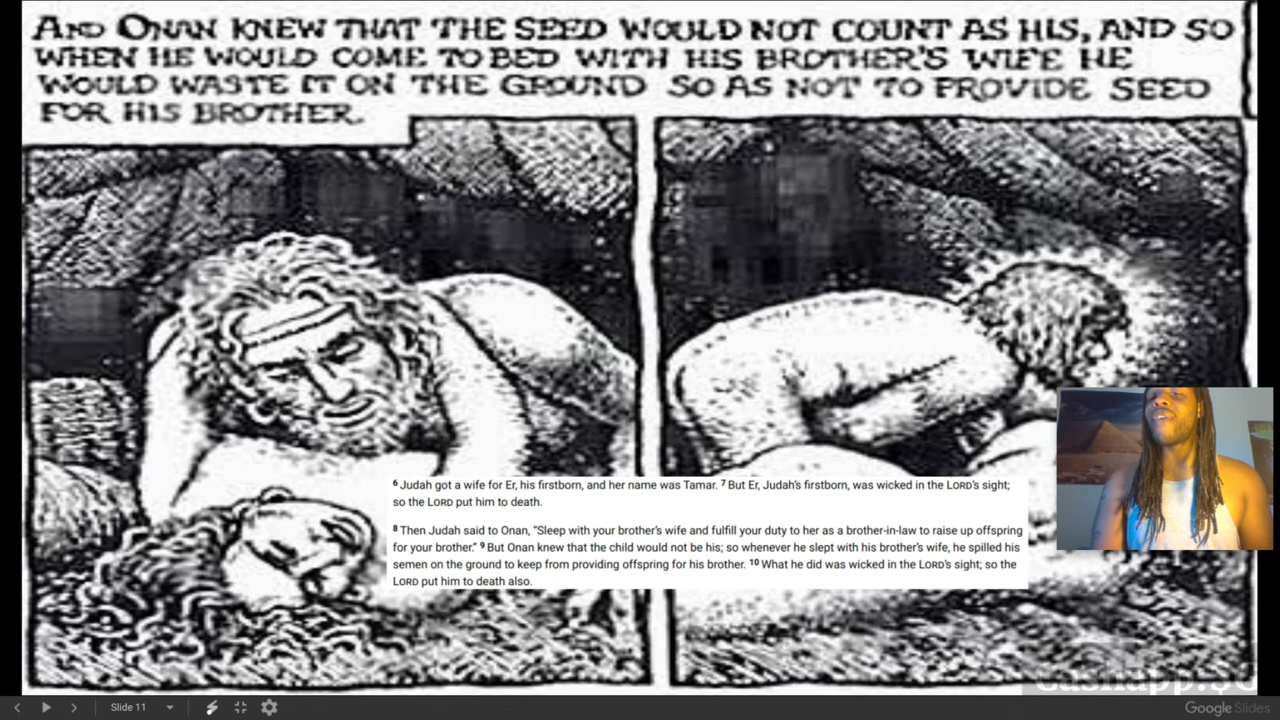 AND ONAN KNEW THAT THE SEED WOULD NOT COUNT AS HIS, AND SO
WHEN HE WOULD COME TO BED WITH HIS BROTHER'S WIFE HE
WOULD WASTE IT ON THE GROUND SO AS NOT TO PROVIDE SEED
FOR HIS BROTHER.
6 Judah got a wife for Er, his firstborn, and her name was Tamar. 7 But Er, Judah's firstborn, was wicked in the LORD's sight;
so the LORD put him to death.
8 Then Judah said to Onan, "Sleep with your brother's wife and fulfill your duty to her as a brother-in-law to raise up offspring
for your brother." 9 But Onan knew that the child would not be his; so whenever he slept with his brother's wife, he spilled his
semen on the ground to keep from providing offspring for his brother. 10 What he did was wicked in the LORD's sight; so the
LORD put him to death also.
Slide 11
Google Slides